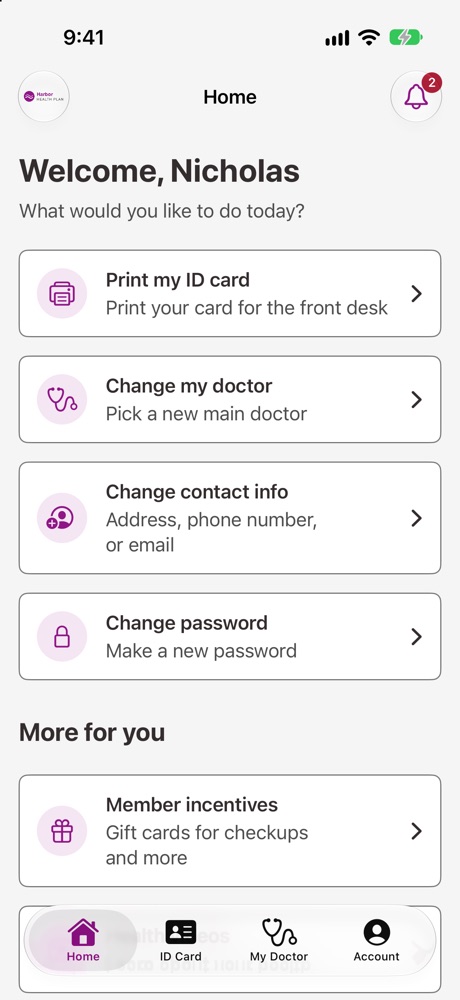 9:41
Harbor
HEALTH PLAN
Home
2
Welcome, Nicholas
What would you like to do today?
Print my ID card
Print your card for the front desk
Change my doctor
Pick a new main doctor
Change contact info
Address, phone number,
or email
Change password
Make a new password
More for you
Member incentives
Gift cards for checkups
and more
Home
ID Card
My Doctor
Account